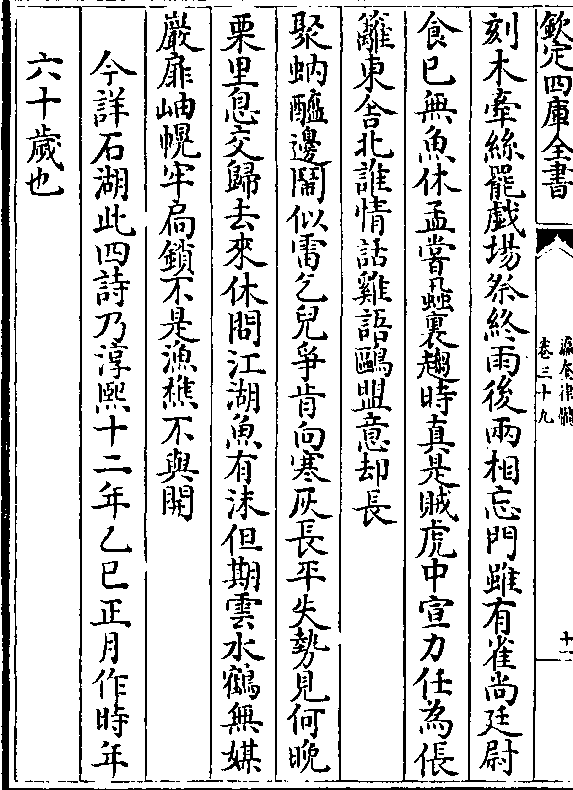 欽定四庫全書
瀛奎律髓
卷三十九
十一
刻木牽絲罷戲場祭終雨後兩相忘門雖有雀尚廷尉
食已無魚休孟嘗虱蝨裏趨時真是賊虎中宣力任為倀
籬東舍北誰情話雞語鷗盟意却長
聚蚋醯邊鬧似雷乞兒爭肯向寒灰長平失勢見何晚
栗里息交歸去來休問江湖魚有沫但期雲水鶴無媒
巖扉岫幌牢扃鎖不是漁樵不與開
今詳石湖此四詩乃淳熙十二年乙巳正月作時年
六十歲也